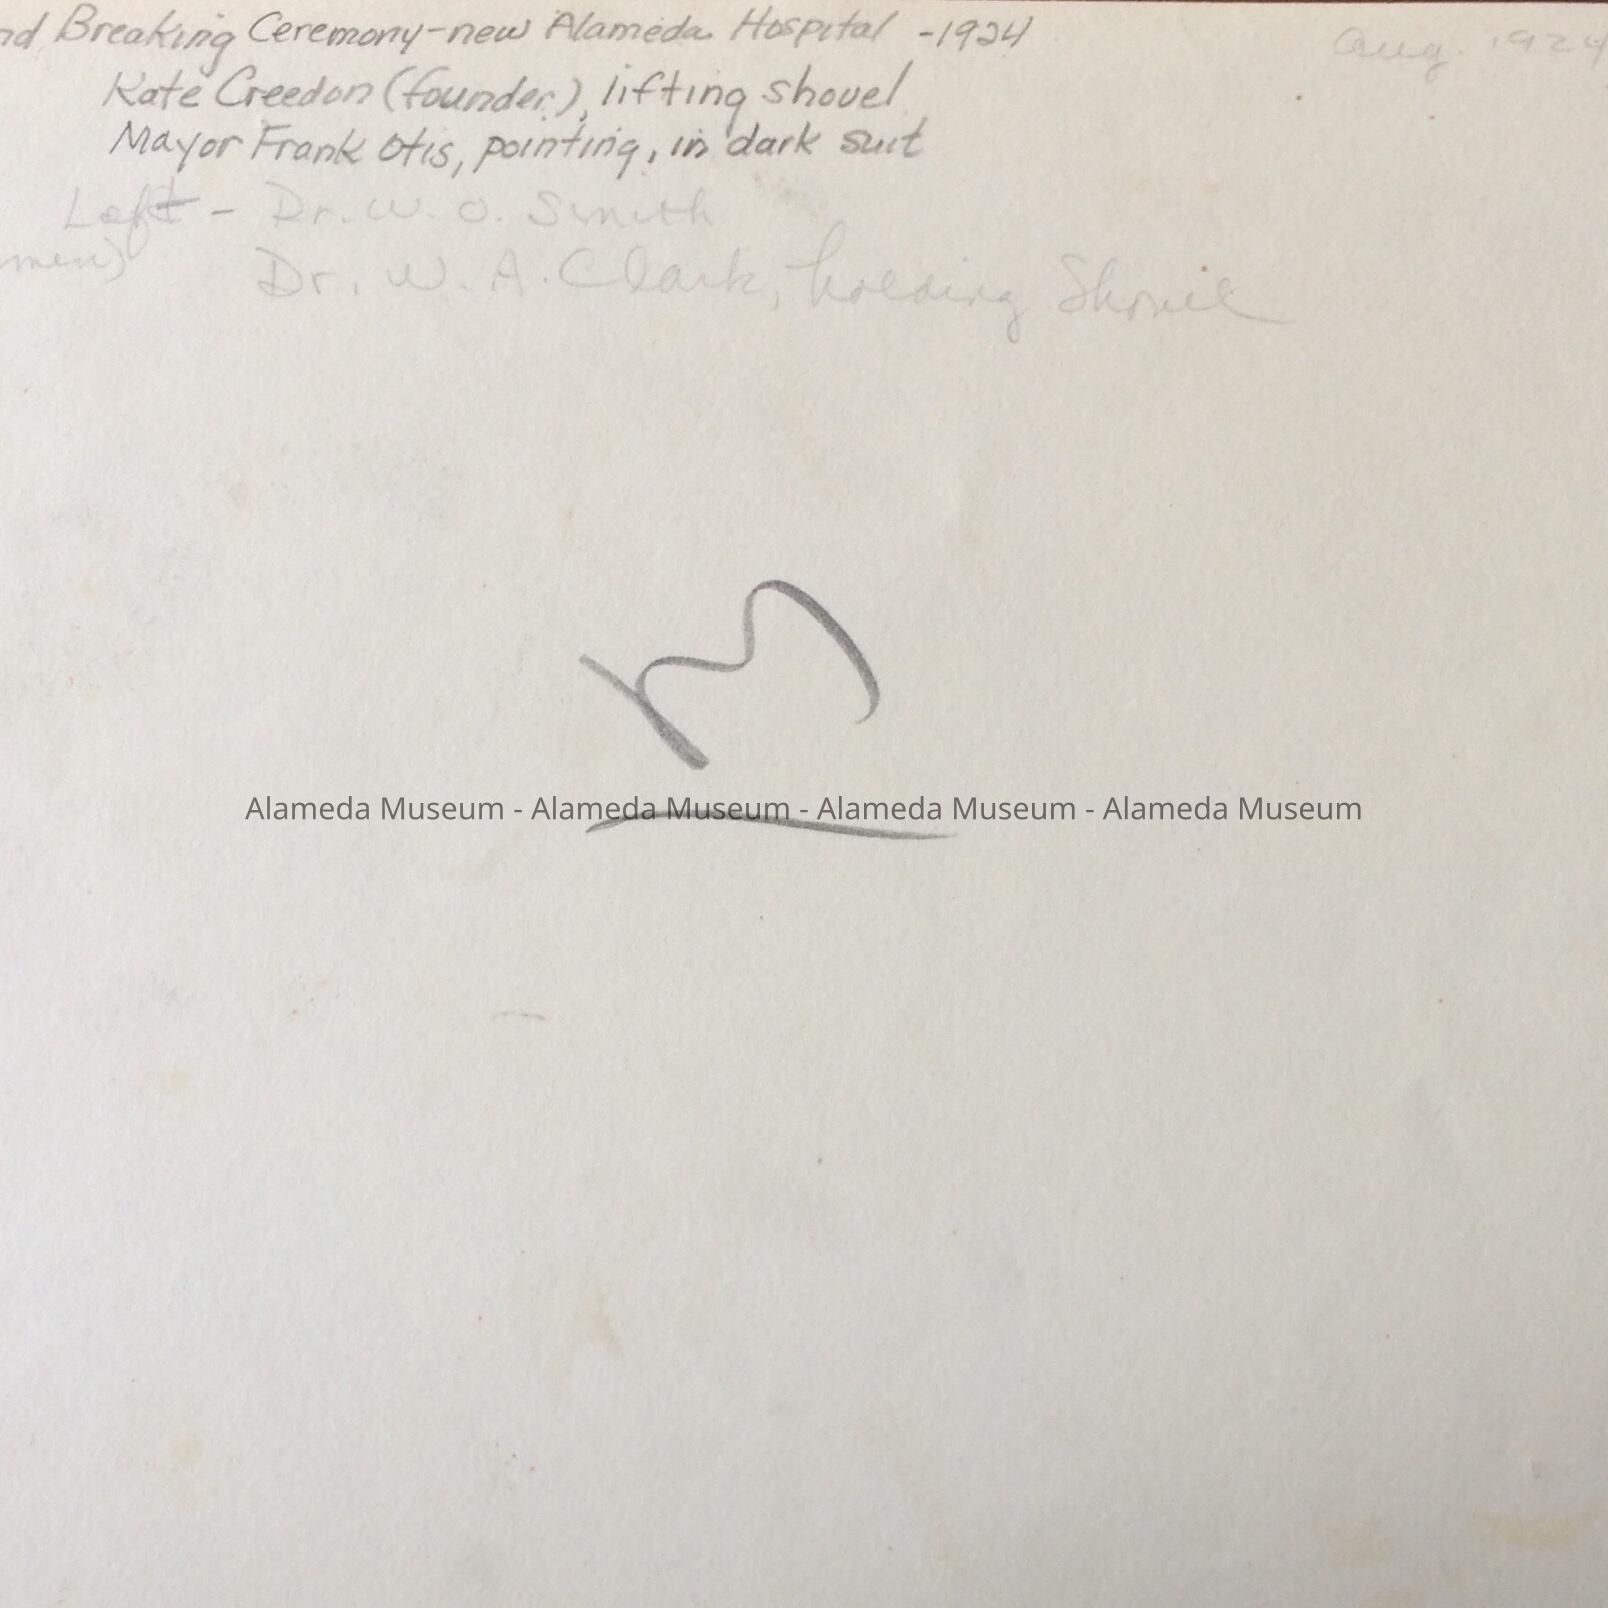 nd Breaking Ceremony-new Alameda Hospital -1924
Aug. 1924
Kate Creedon (founder), lifting shovel
Mayor Frank Otis, pointing, in dark suit
Left - Dr. W. O. Smith
men) Dr. W. A. Clark, holding Shovel
Alameda Museum - Alameda Museum - Alameda Museum - Alameda Museum